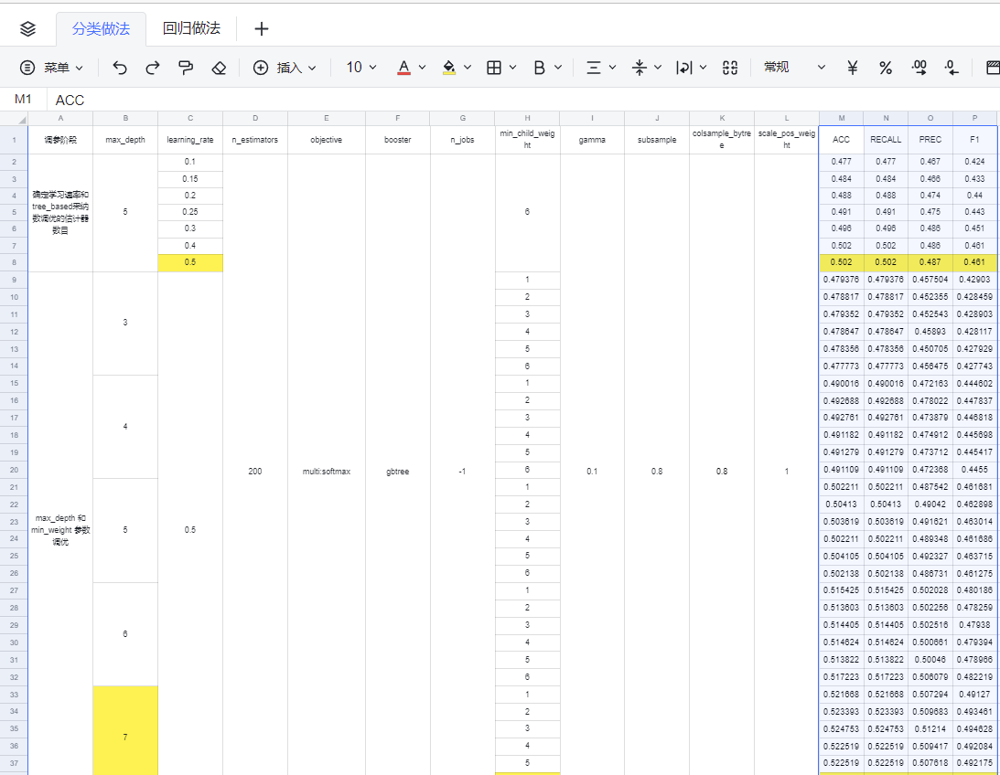 分类做法 回归做法
菜单 插入 10 A B 常规 ¥ % .00 .0
M1 ACC
A B C D E F G H I J K L M N O P
1 调参阶段 max_depth learning_rate n_estimators objective booster n_jobs min_child_weight gamma subsample colsample_bytree scale_pos_weight ACC RECALL PREC F1
2 0.1 0.477 0.477 0.467 0.424
3 0.15 0.484 0.484 0.466 0.433
4 确定学习速率和 0.2 0.488 0.488 0.474 0.44
5 tree_based采纳数调优的估计器 5 0.25 6 0.491 0.491 0.475 0.443
6 数目 0.3 0.496 0.496 0.486 0.451
7 0.4 0.502 0.502 0.486 0.461
8 0.5 0.502 0.502 0.487 0.461
9 1 0.479376 0.479376 0.457504 0.42903
10 2 0.478817 0.478817 0.452355 0.428459
11 3 3 0.479352 0.479352 0.452543 0.428903
12 4 0.478647 0.478647 0.45893 0.428117
13 5 0.478356 0.478356 0.450705 0.427929
14 6 0.477773 0.477773 0.456475 0.427743
15 1 0.490016 0.490016 0.472163 0.444602
16 2 0.492688 0.492688 0.478022 0.447837
17 4 3 0.492761 0.492761 0.473879 0.446818
18 4 0.491182 0.491182 0.474912 0.445698
19 5 0.491279 0.491279 0.473712 0.445417
20 200 multi:softmax gbtree -1 6 0.1 0.8 0.8 1 0.491109 0.491109 0.472368 0.4455
21 1 0.502211 0.502211 0.487542 0.461681
22 2 0.50413 0.50413 0.49042 0.462898
23 max_depth 和 3 0.503619 0.503619 0.491621 0.463014
24 min_weight 参数调优 5 0.5 4 0.502211 0.502211 0.489348 0.461686
25 5 0.504105 0.504105 0.492327 0.463715
26 6 0.502138 0.502138 0.486731 0.461275
27 1 0.515425 0.515425 0.502028 0.480186
28 2 0.513603 0.513603 0.502256 0.478259
29 6 3 0.514405 0.514405 0.502516 0.47938
30 4 0.514624 0.514624 0.500661 0.479394
31 5 0.513822 0.513822 0.50046 0.478966
32 6 0.517223 0.517223 0.506079 0.482219
33 1 0.521668 0.521668 0.507294 0.49127
34 2 0.523393 0.523393 0.509683 0.493461
35 7 3 0.524753 0.524753 0.51214 0.494628
36 4 0.522519 0.522519 0.509417 0.492084
37 5 0.522519 0.522519 0.507618 0.492175